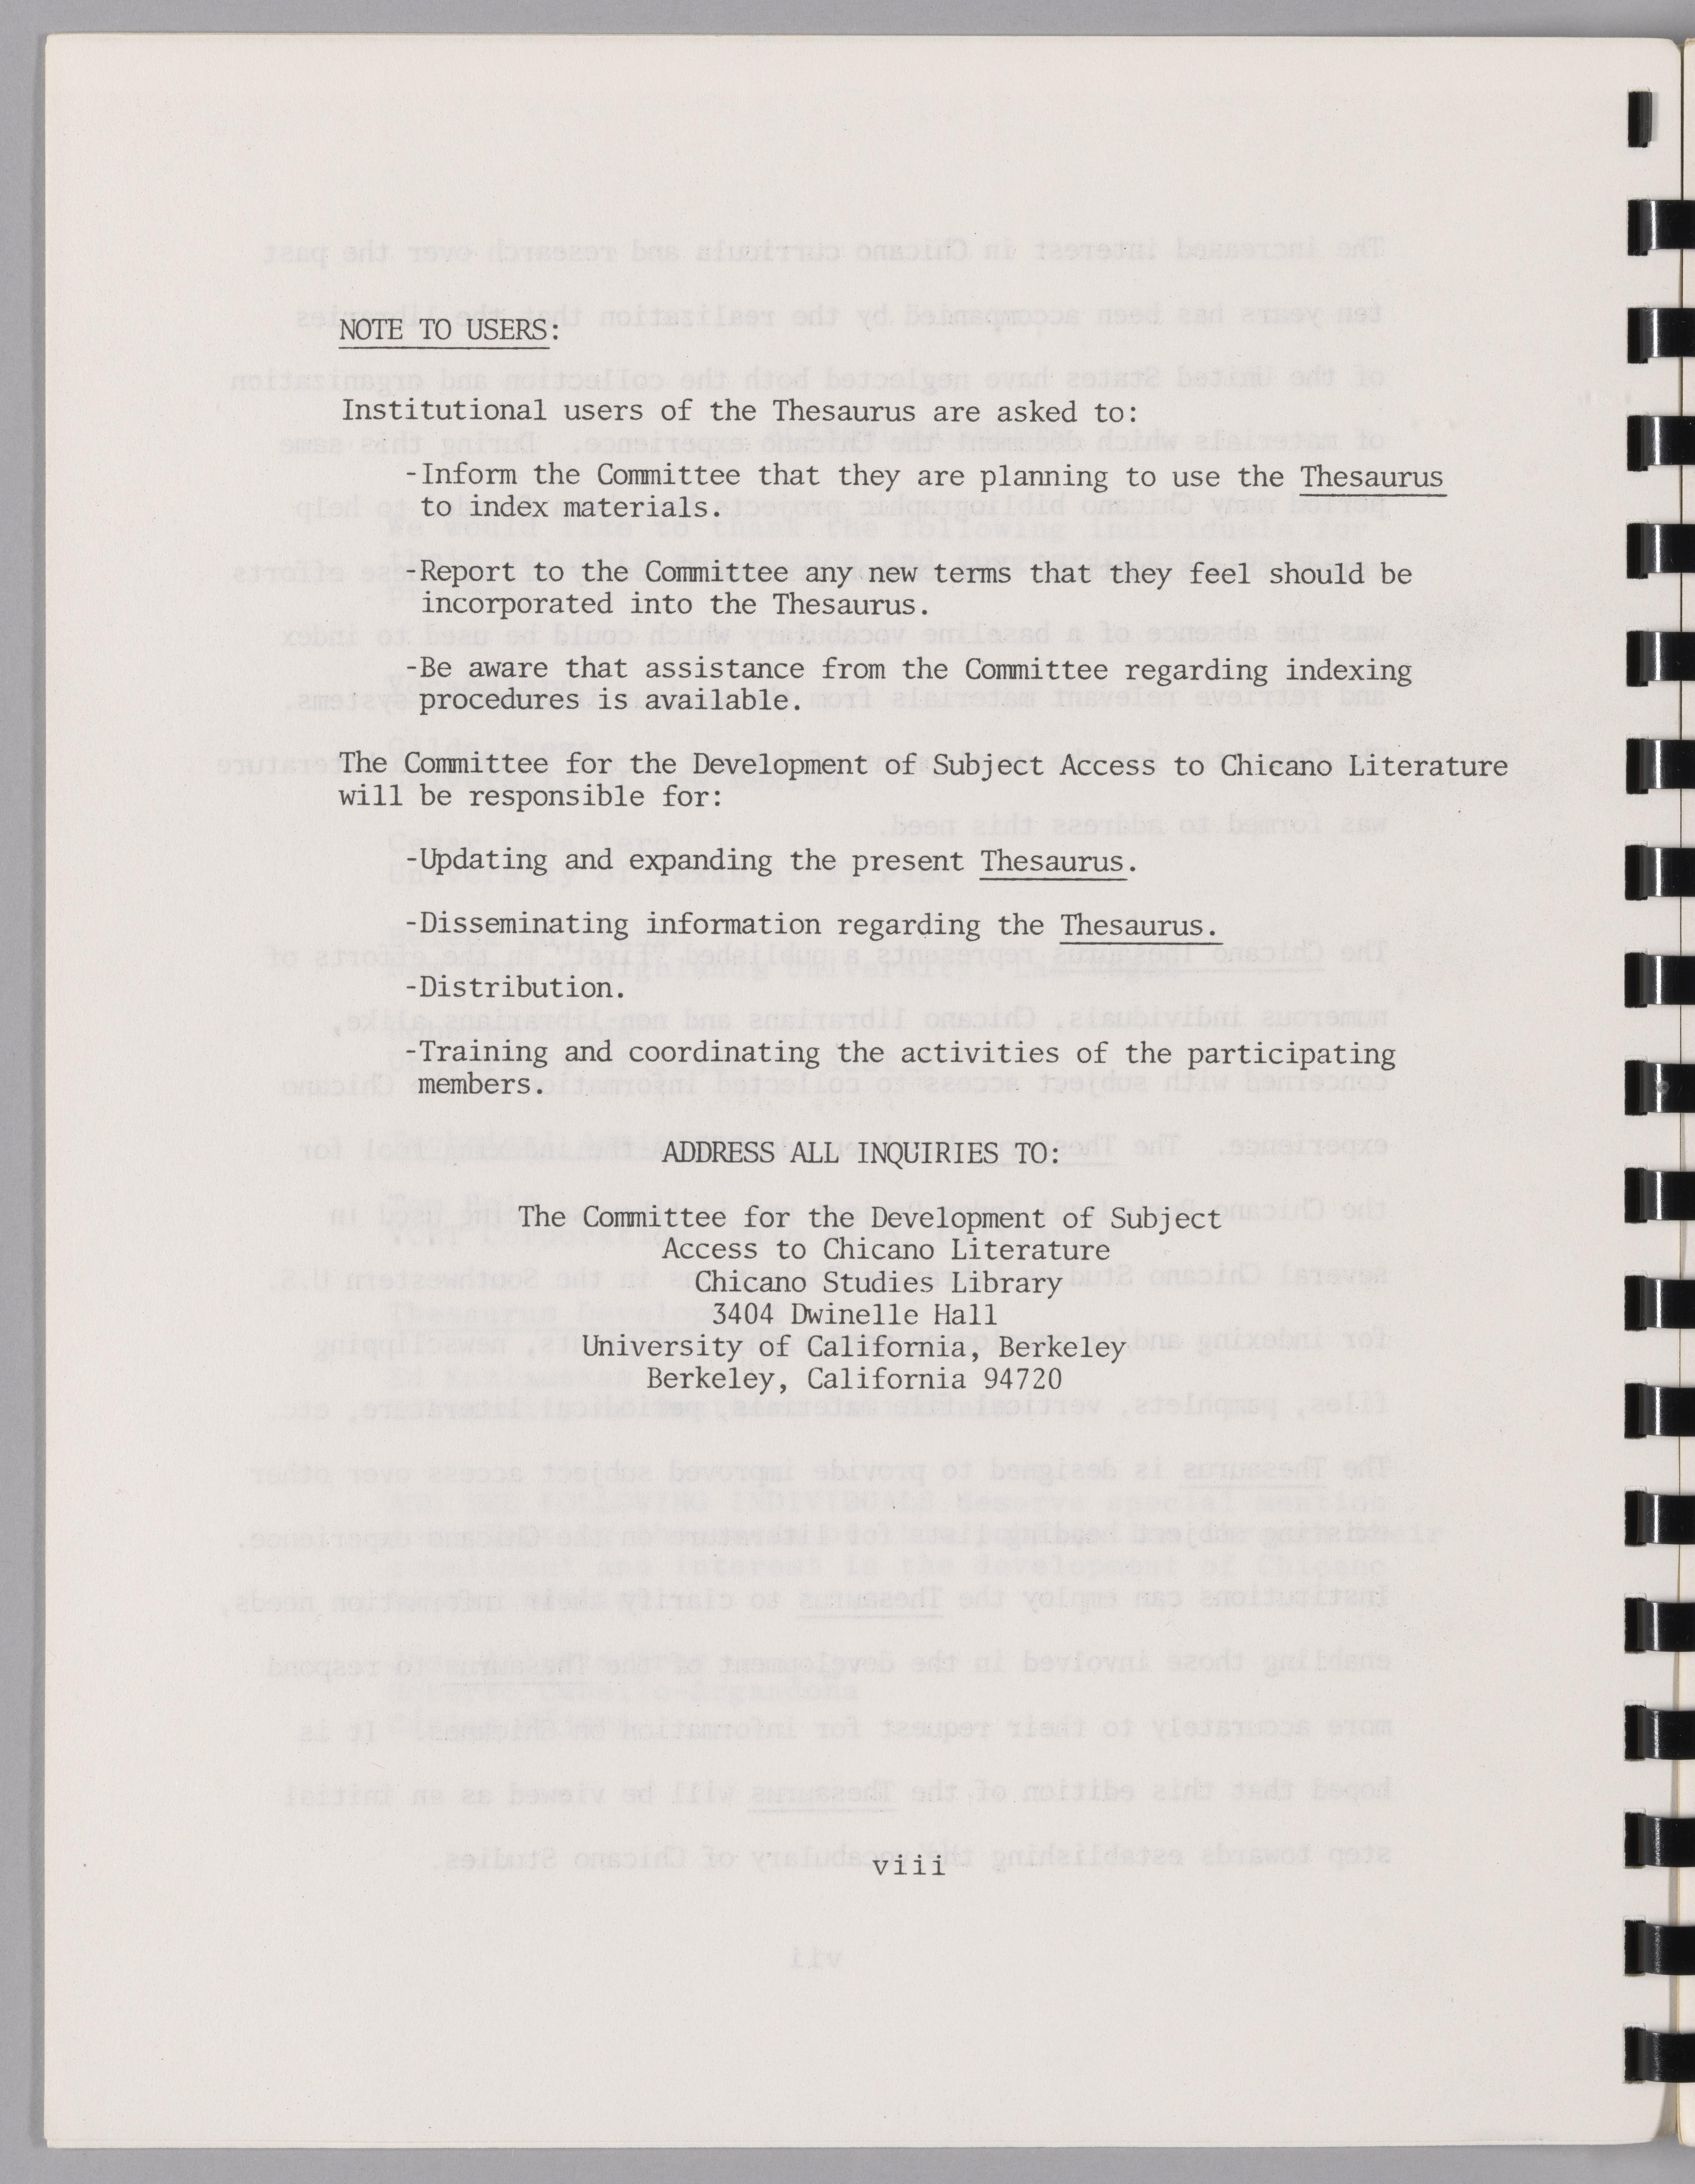 NOTE TO USERS:
Institutional users of the Thesaurus are asked to:
-Inform the Committee that they are planning to use the Thesaurus
to index materials.
-Report to the Committee any new terms that they feel should be
incorporated into the Thesaurus.
-Be aware that assistance from the Committee regarding indexing
procedures is available.
The Committee for the Development of Subject Access to Chicano Literature
will be responsible for:
-Updating and expanding the present Thesaurus.
-Disseminating information regarding the Thesaurus.
-Distribution.
-Training and coordinating the activities of the participating
members.
ADDRESS ALL INQUIRIES TO:
The Committee for the Development of Subject
Access to Chicano Literature
Chicano Studies Library
3404 Dwinelle Hall
University of California, Berkeley
Berkeley, California 94720
viii